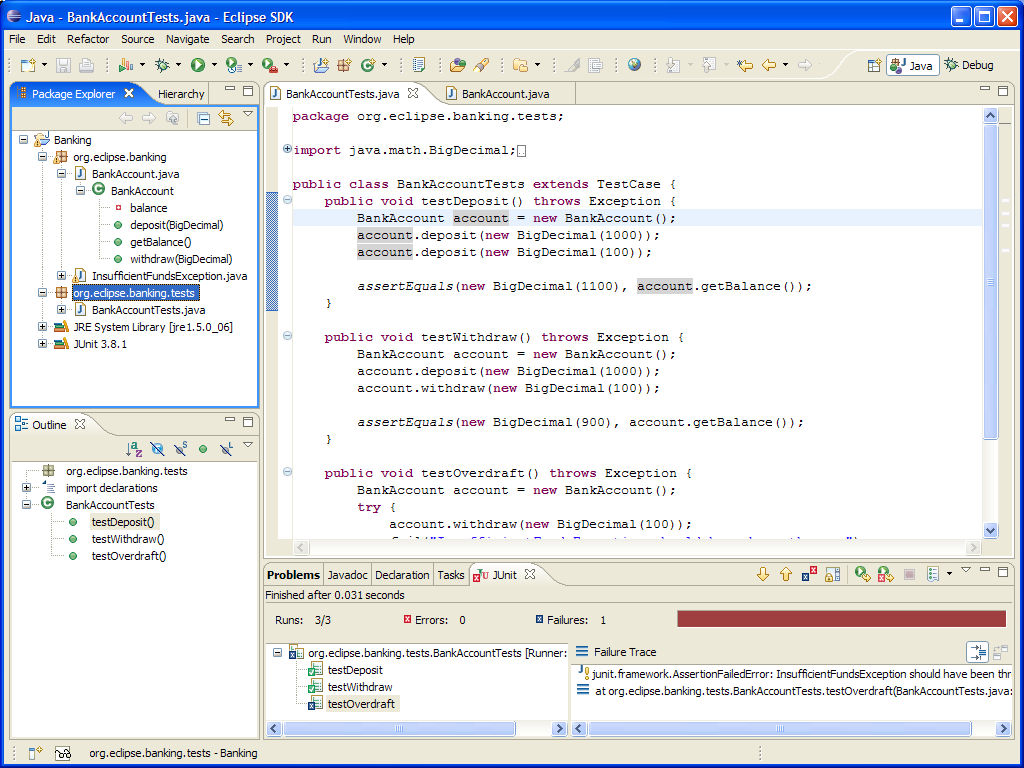 Java - BankAccountTests.java - Eclipse SDK
File Edit Refactor Source Navigate Search Project Run Window Help
Java Debug
Package Explorer Hierarchy
Banking
org.eclipse.banking
BankAccount.java
BankAccount
balance
deposit(BigDecimal)
getBalance()
withdraw(BigDecimal)
InsufficientFundsException.java
org.eclipse.banking.tests
BankAccountTests.java
JRE System Library [jre1.5.0_06]
JUnit 3.8.1
Outline
org.eclipse.banking.tests
import declarations
BankAccountTests
testDeposit()
testWithdraw()
testOverdraft()
BankAccountTests.java BankAccount.java
package org.eclipse.banking.tests;
import java.math.BigDecimal;
public class BankAccountTests extends TestCase {
public void testDeposit() throws Exception {
BankAccount account = new BankAccount();
account.deposit(new BigDecimal(1000));
account.deposit(new BigDecimal(100));
assertEquals(new BigDecimal(1100), account.getBalance());
}
public void testWithdraw() throws Exception {
BankAccount account = new BankAccount();
account.deposit(new BigDecimal(1000));
account.withdraw(new BigDecimal(100));
assertEquals(new BigDecimal(900), account.getBalance());
}
public void testOverdraft() throws Exception {
BankAccount account = new BankAccount();
try {
account.withdraw(new BigDecimal(100));
Problems Javadoc Declaration Tasks JUnit
Finished after 0.031 seconds
Runs: 3/3 Errors: 0 Failures: 1
org.eclipse.banking.tests.BankAccountTests [Runner:
testDeposit
testWithdraw
testOverdraft
Failure Trace
junit.framework.AssertionFailedError: InsufficientFundsException should have been thr
at org.eclipse.banking.tests.BankAccountTests.testOverdraft(BankAccountTests.java:
org.eclipse.banking.tests - Banking